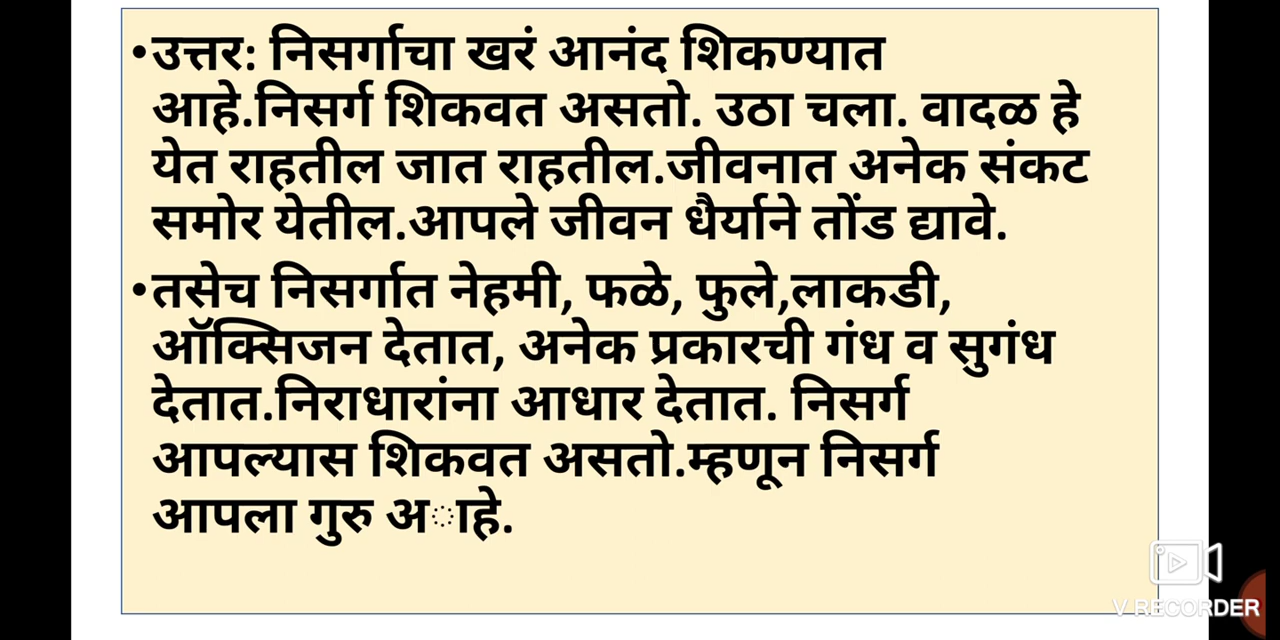 •उत्तर: निसर्गाचा खरं आनंद शिकण्यात
आहे.निसर्ग शिकवत असतो. उठा चला. वादळ हे
येत राहतील जात राहतील.जीवनात अनेक संकट
समोर येतील.आपले जीवन धैर्याने तोंड द्यावे.
•तसेच निसर्गात नेहमी, फळे, फुले,लाकडी,
ऑक्सिजन देतात, अनेक प्रकारची गंध व सुगंध
देतात.निराधारांना आधार देतात. निसर्ग
आपल्यास शिकवत असतो.म्हणून निसर्ग
आपला गुरु अाहे.
V RECORDER